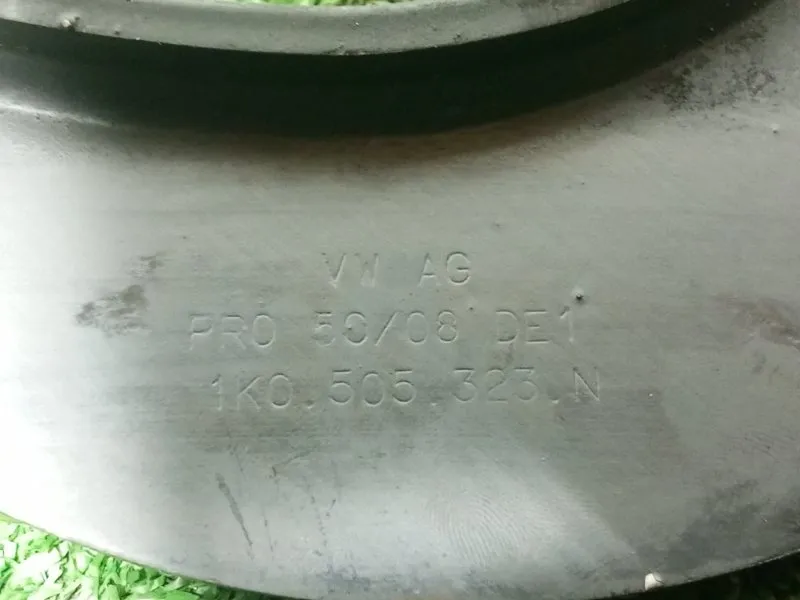 VW AG
PRO 50/08 DE1
1K0.505.323.N